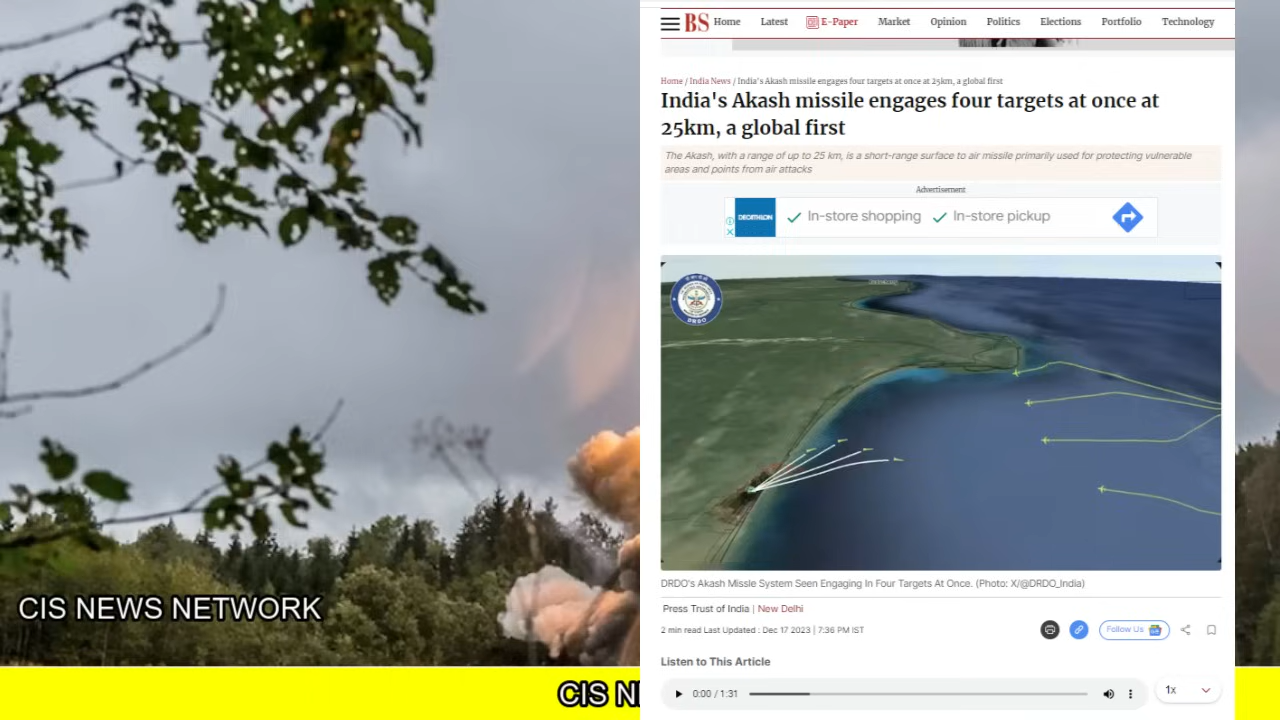 BS Home Latest E-Paper Market Opinion Politics Elections Portfolio Technology
Home / India News / India's Akash missile engages four targets at once at 25km, a global first
India's Akash missile engages four targets at once at
25km, a global first
The Akash, with a range of up to 25 km, is a short-range surface to air missile primarily used for protecting vulnerable
areas and points from air attacks
Advertisement
DECATHLON In-store shopping In-store pickup
DRDO
DRDO's Akash Missle System Seen Engaging In Four Targets At Once. (Photo: X/@DRDO_India)
Press Trust of India | New Delhi
2 min read Last Updated : Dec 17 2023 | 7:36 PM IST
Follow Us
Listen to This Article
0:00 / 1:31
1x
CIS NEWS NETWORK
CIS N